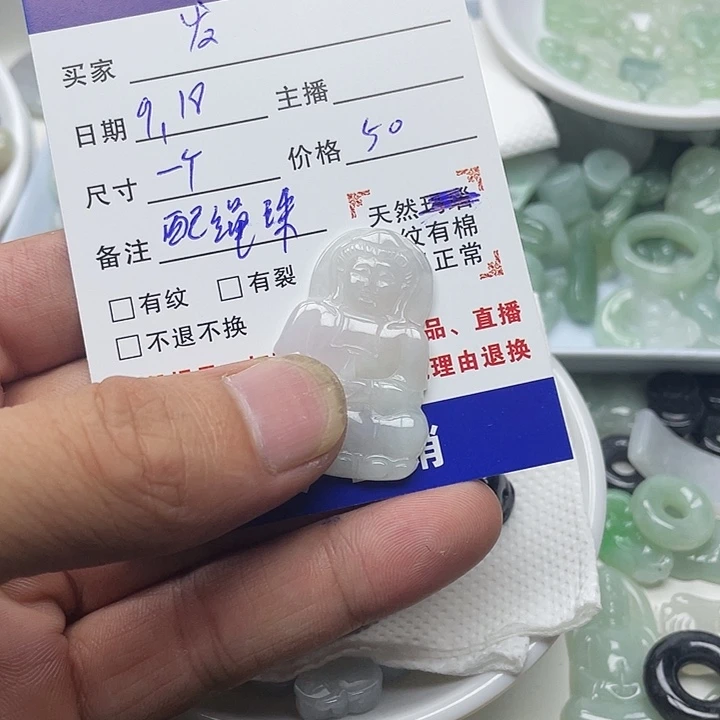 买家 发
日期 9.18 主播
尺寸 一个 价格 50
备注 配绳珠
天然
纹有棉
正常
□有纹 □有裂
□不退不换
品、直播
理由退换
销